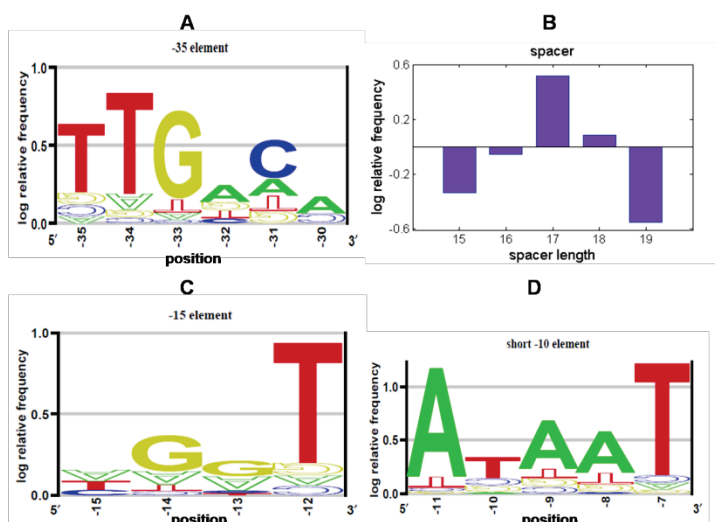 A
-35 element
log relative frequency
1.0
0.5
0.0
T T G A C A
5′ -35 -34 -33 -32 -31 -30 3′
position
B
spacer
log relative frequency
0.6
0.2
-0.2
-0.6
15 16 17 18 19
spacer length
C
-15 element
log relative frequency
1.0
0.5
0.0
G G T
5′ -15 -14 -13 -12 3′
position
D
short -10 element
log relative frequency
1.0
0.5
0.0
A T A A T
5′ -11 -10 -9 -8 -7 3′
position